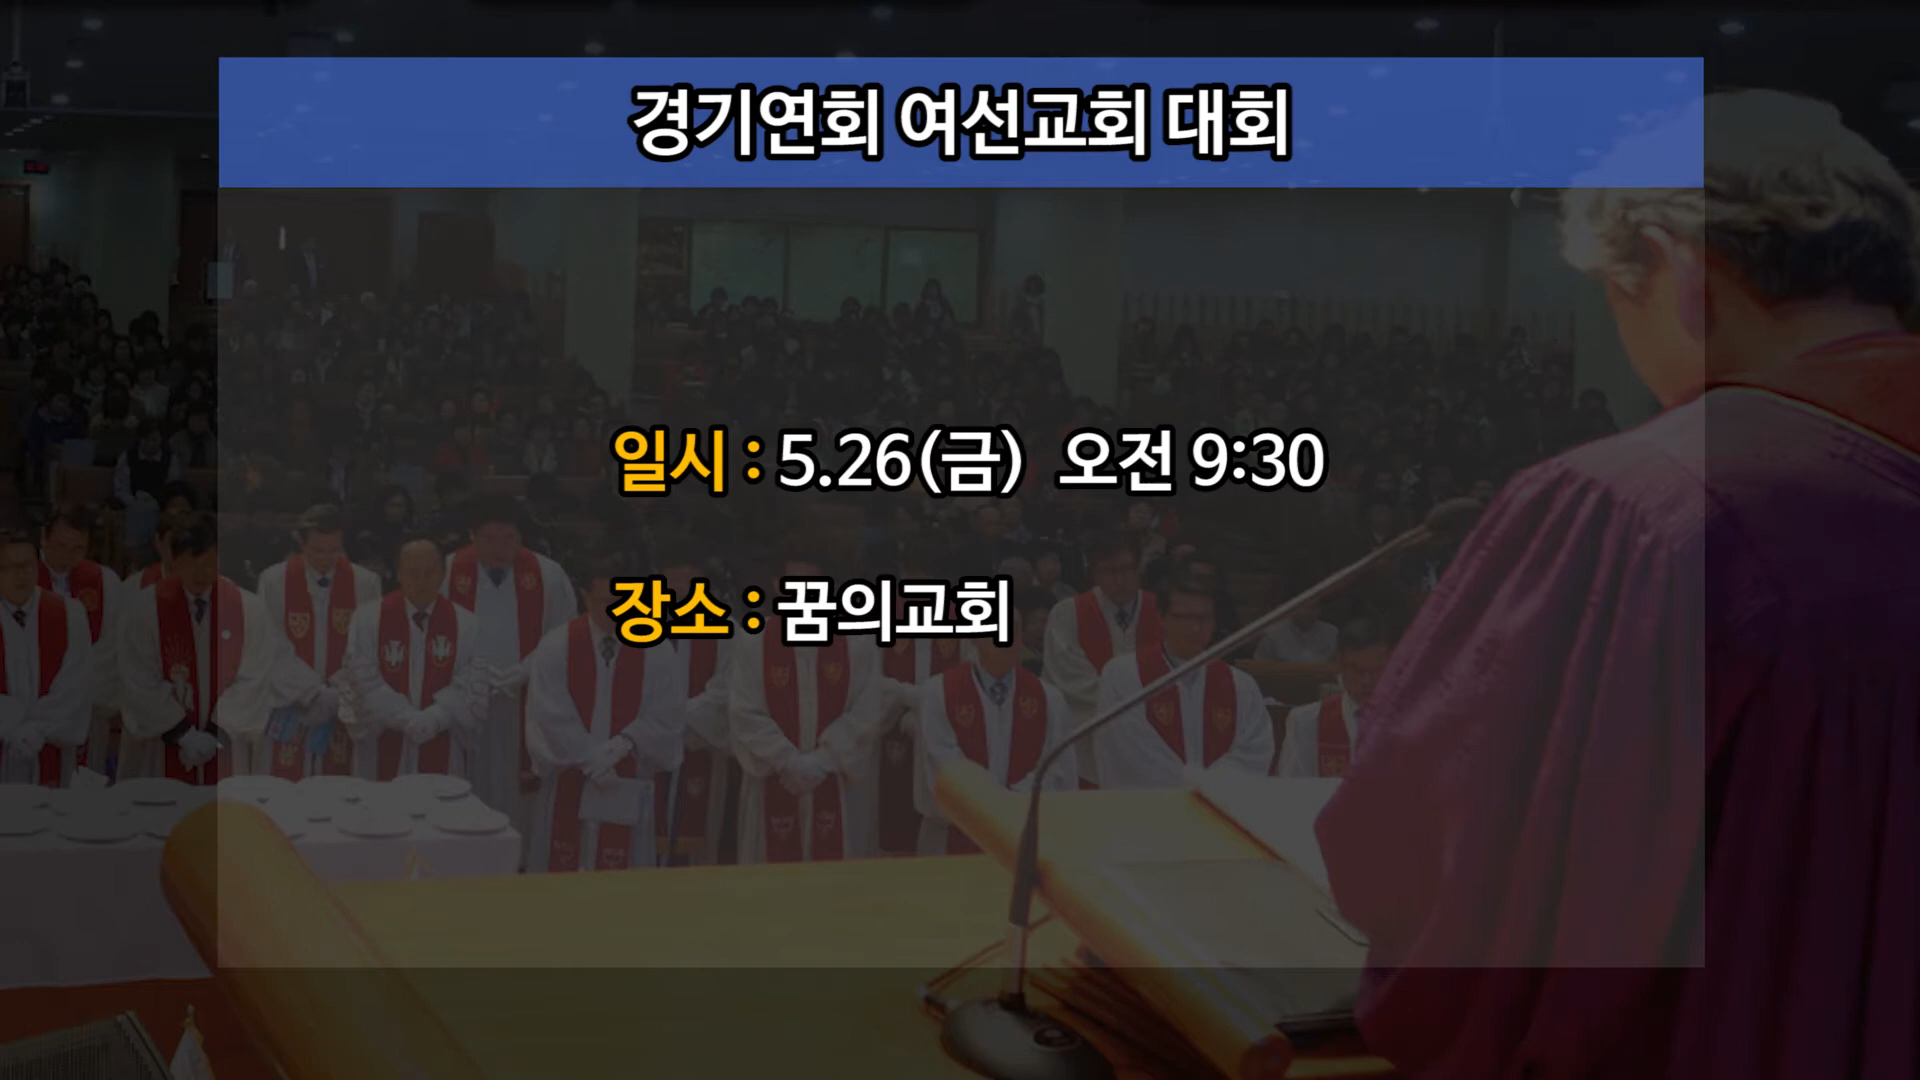 경기연회 여선교회 대회
일시 : 5.26(금) 오전 9:30
장소 : 꿈의교회